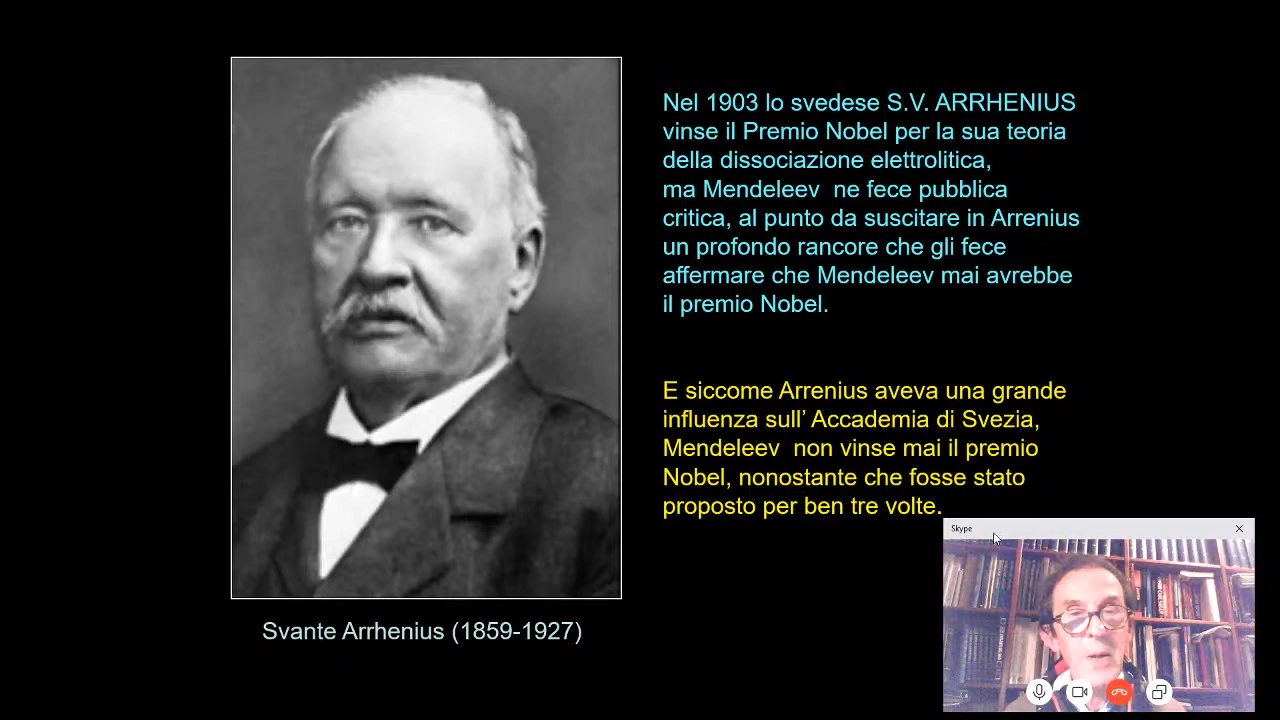 Nel 1903 lo svedese S.V. ARRHENIUS
vinse il Premio Nobel per la sua teoria
della dissociazione elettrolitica,
ma Mendeleev ne fece pubblica
critica, al punto da suscitare in Arrenius
un profondo rancore che gli fece
affermare che Mendeleev mai avrebbe
il premio Nobel.
E siccome Arrenius aveva una grande
influenza sull' Accademia di Svezia,
Mendeleev non vinse mai il premio
Nobel, nonostante che fosse stato
proposto per ben tre volte.
Skype
Svante Arrhenius (1859-1927)